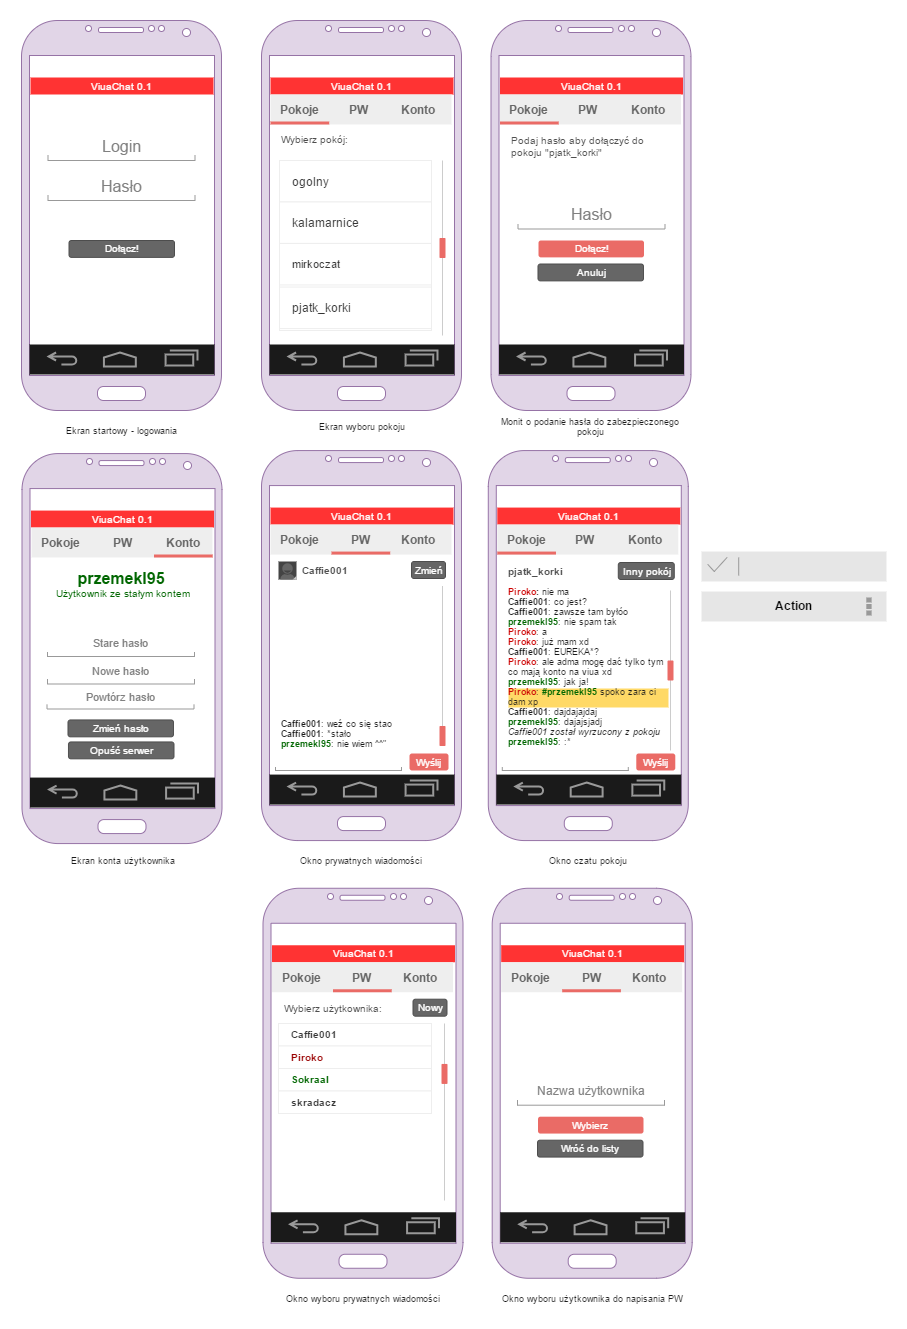 ViuaChat 0.1
Login
Hasło
Dołącz!
Ekran startowy - logowania
ViuaChat 0.1
Pokoje PW Konto
Wybierz pokój:
ogolny
kalamarnice
mirkoczat
pjatk_korki
Ekran wyboru pokoju
ViuaChat 0.1
Pokoje PW Konto
Podaj hasło aby dołączyć do
pokoju "pjatk_korki"
Hasło
Dołącz!
Anuluj
Monit o podanie hasła do zabezpieczonego
pokoju
ViuaChat 0.1
Pokoje PW Konto
przemekl95
Użytkownik ze stałym kontem
Stare hasło
Nowe hasło
Powtórz hasło
Zmień hasło
Opuść serwer
Ekran konta użytkownika
ViuaChat 0.1
Pokoje PW Konto
Caffie001 Zmień
Caffie001: weź co się stao
Caffie001: *stało
przemekl95: nie wiem ^^"
Wyślij
Okno prywatnych wiadomości
ViuaChat 0.1
Pokoje PW Konto
pjatk_korki Inny pokój
Piroko: nie ma
Caffie001: co jest?
Caffie001: zawsze tam byłóo
przemekl95: nie spam tak
Piroko: a
Piroko: już mam xd
Caffie001: EUREKA*?
Piroko: ale adma mogę dać tylko tym
co mają konto na viua xd
przemekl95: jak ja!
Piroko: #przemekl95 spoko zara ci
dam xp
Caffie001: dajdajajdaj
przemekl95: dajajsjadj
Caffie001 został wyrzucony z pokoju
przemekl95: :*
Wyślij
Okno czatu pokoju
Action
ViuaChat 0.1
Pokoje PW Konto
Wybierz użytkownika: Nowy
Caffie001
Piroko
Sokraal
skradacz
Okno wyboru prywatnych wiadomości
ViuaChat 0.1
Pokoje PW Konto
Nazwa użytkownika
Wybierz
Wróć do listy
Okno wyboru użytkownika do napisania PW